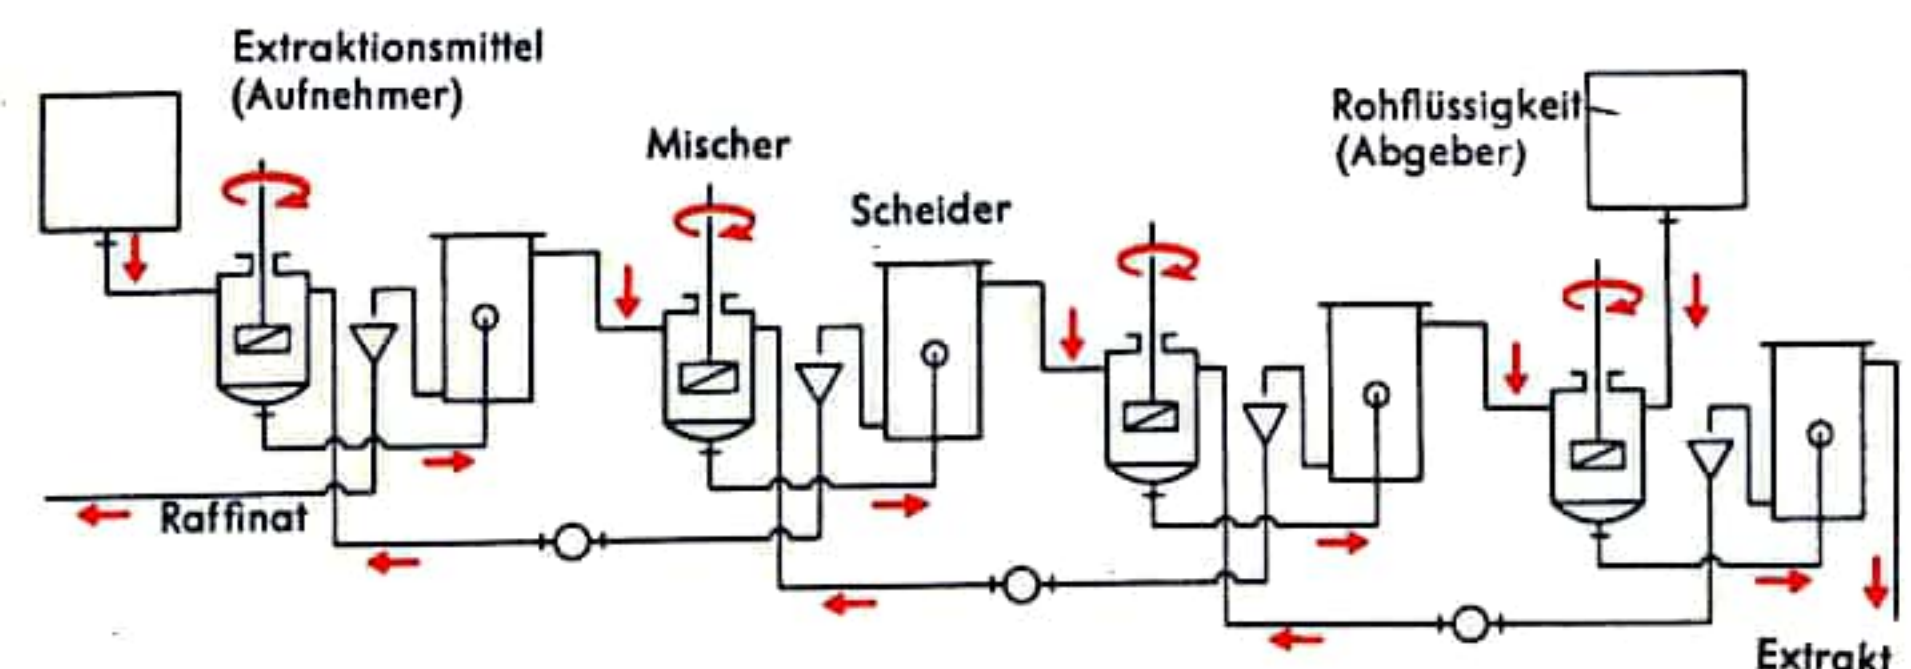 Extraktionsmittel
(Aufnehmer)
Mischer
Scheider
Rohflüssigkeit
(Abgeber)
Raffinat
Extrakt